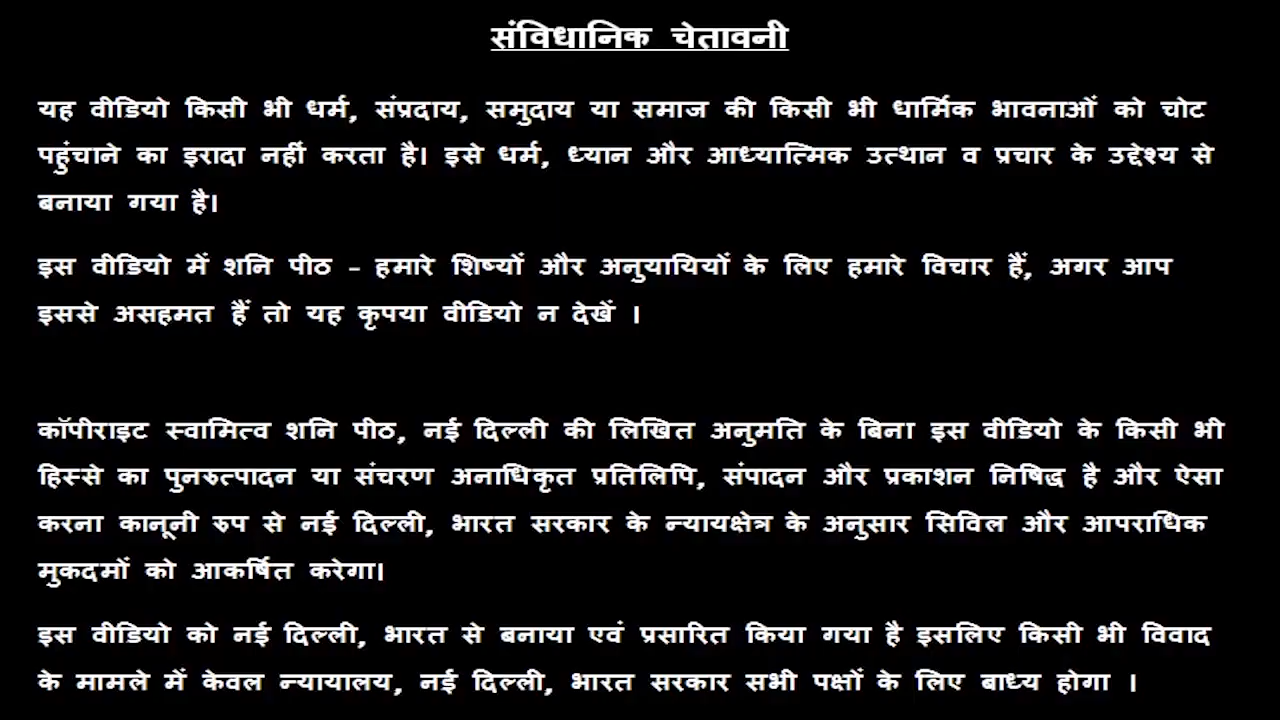 संविधानिक चेतावनी
यह वीडियो किसी भी धर्म, संप्रदाय, समुदाय या समाज की किसी भी धार्मिक भावनाओं को चोट
पहुंचाने का इरादा नहीं करता है। इसे धर्म, ध्यान और आध्यात्मिक उत्थान व प्रचार के उद्देश्य से
बनाया गया है।
इस वीडियो में शनि पीठ – हमारे शिष्यों और अनुयायियों के लिए हमारे विचार हैं, अगर आप
इससे असहमत हैं तो यह कृपया वीडियो न देखें ।
कॉपीराइट स्वामित्व शनि पीठ, नई दिल्ली की लिखित अनुमति के बिना इस वीडियो के किसी भी
हिस्से का पुनरुत्पादन या संचरण अनाधिकृत प्रतिलिपि, संपादन और प्रकाशन निषिद्ध है और ऐसा
करना कानूनी रुप से नई दिल्ली, भारत सरकार के न्यायक्षेत्र के अनुसार सिविल और आपराधिक
मुकदमों को आकर्षित करेगा।
इस वीडियो को नई दिल्ली, भारत से बनाया एवं प्रसारित किया गया है इसलिए किसी भी विवाद
के मामले में केवल न्यायालय, नई दिल्ली, भारत सरकार सभी पक्षों के लिए बाध्य होगा ।